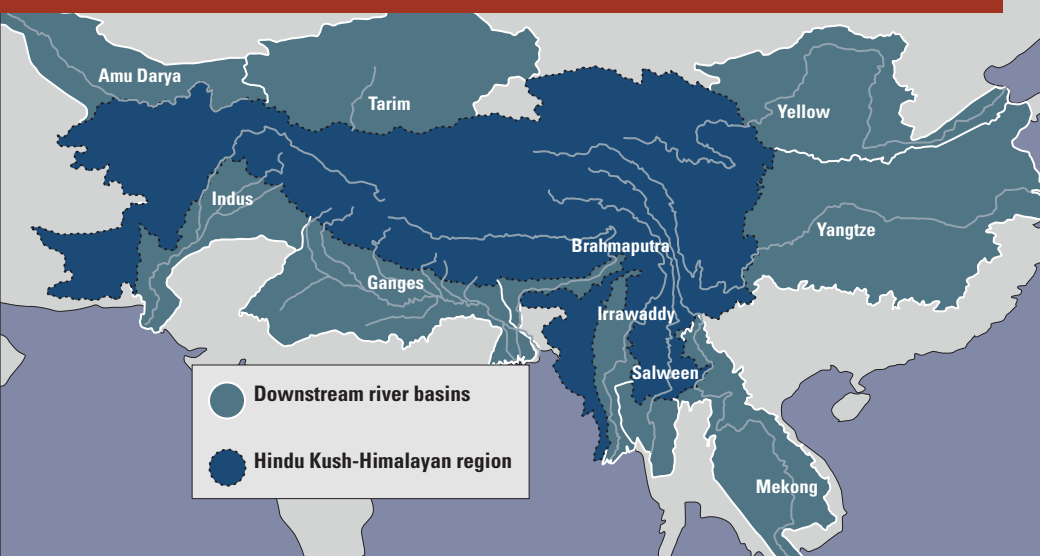 Amu Darya
Tarim
Yellow
Indus
Yangtze
Brahmaputra
Ganges
Irrawaddy
Salween
Downstream river basins
Hindu Kush-Himalayan region
Mekong